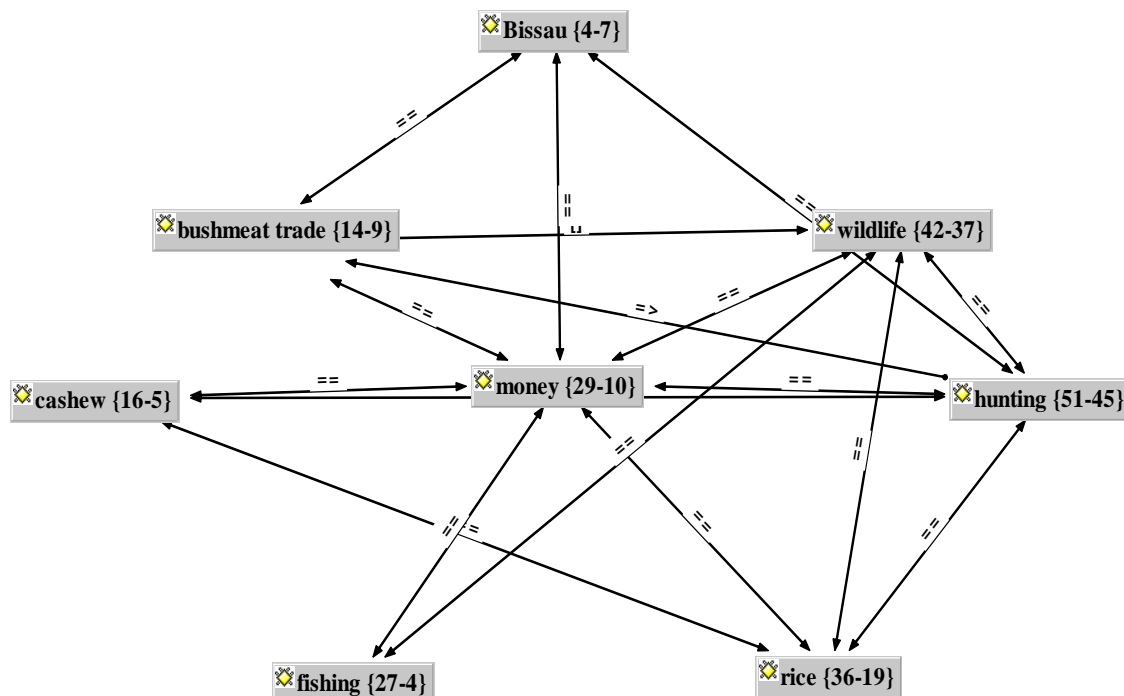 Bissau {4-7}
==
==
==
bushmeat trade {14-9}
wildlife {42-37}
==
==
==
=>
==
cashew {16-5}
==
money {29-10}
==
hunting {51-45}
==
==
==
=
==
==
fishing {27-4}
rice {36-19}